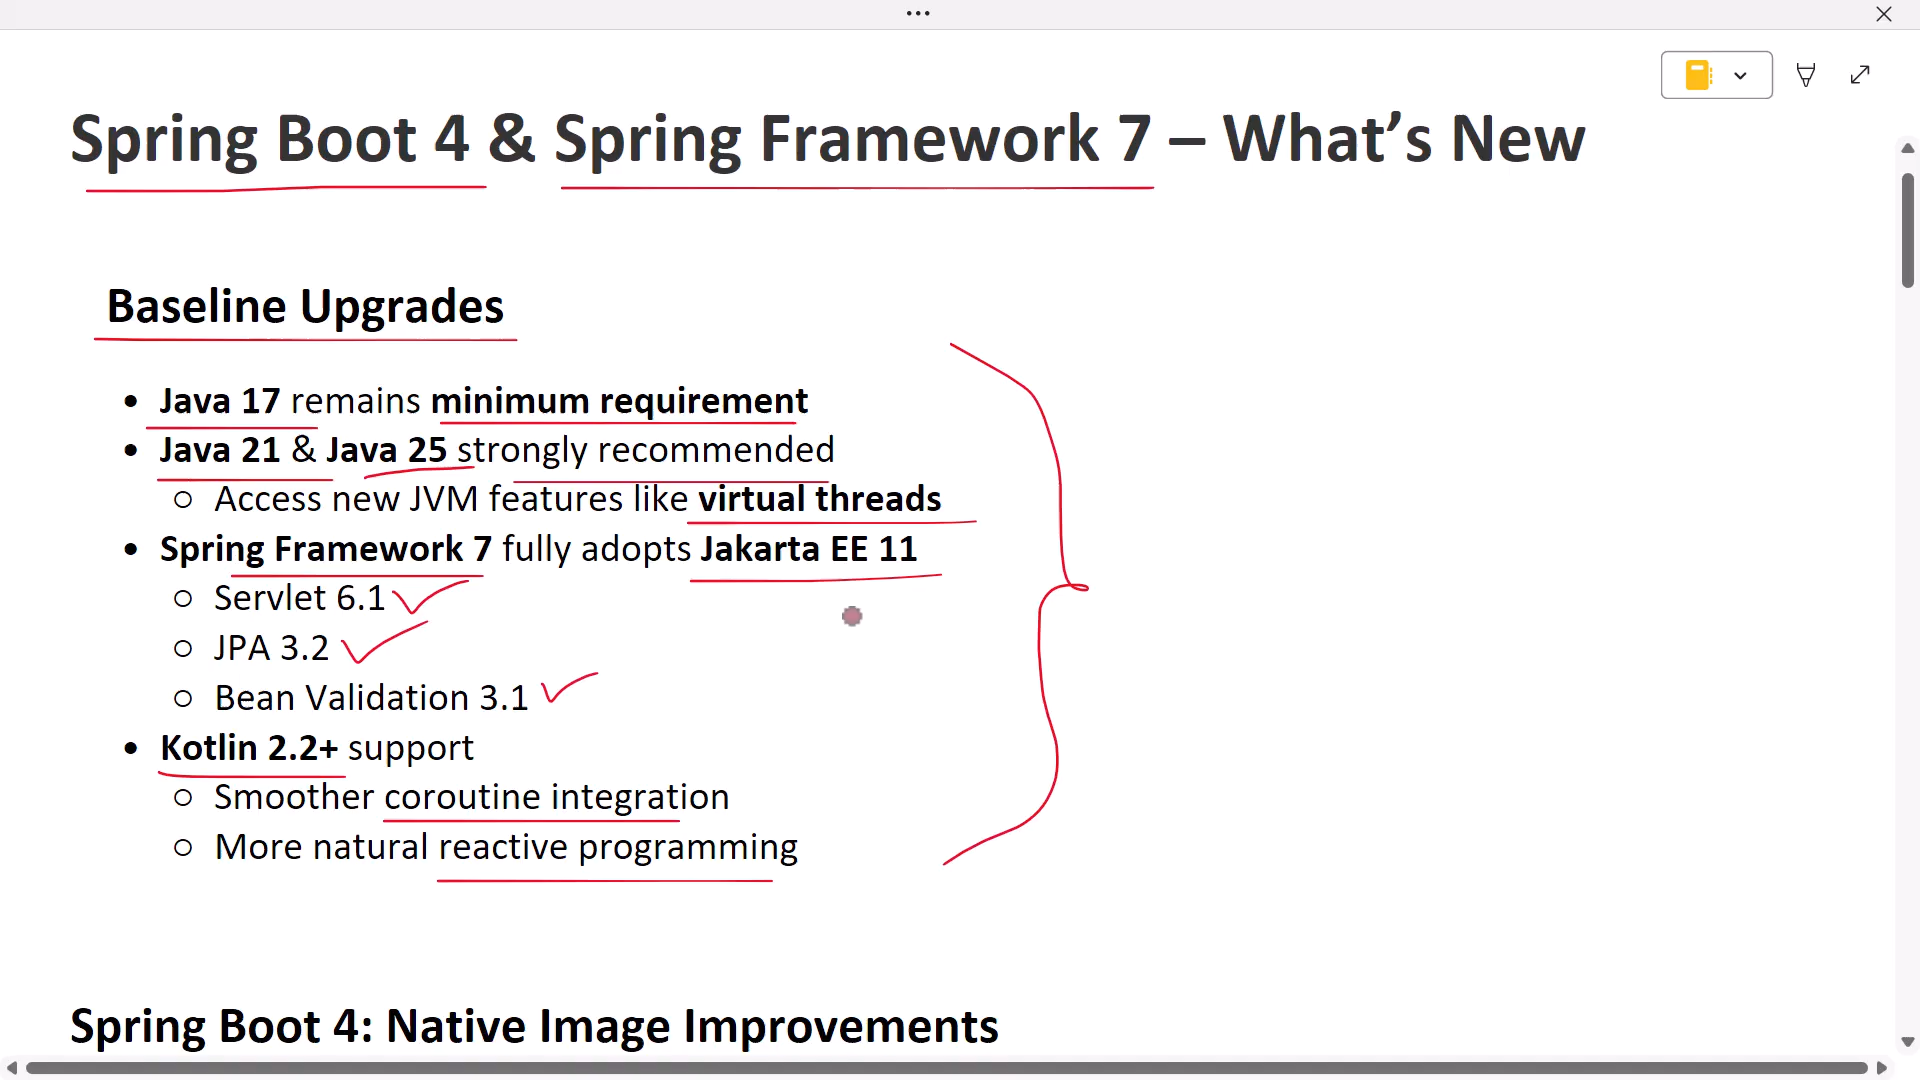 Spring Boot 4 & Spring Framework 7 – What’s New
Baseline Upgrades
• Java 17 remains minimum requirement
• Java 21 & Java 25 strongly recommended
○ Access new JVM features like virtual threads
• Spring Framework 7 fully adopts Jakarta EE 11
○ Servlet 6.1
○ JPA 3.2
○ Bean Validation 3.1
• Kotlin 2.2+ support
○ Smoother coroutine integration
○ More natural reactive programming
Spring Boot 4: Native Image Improvements